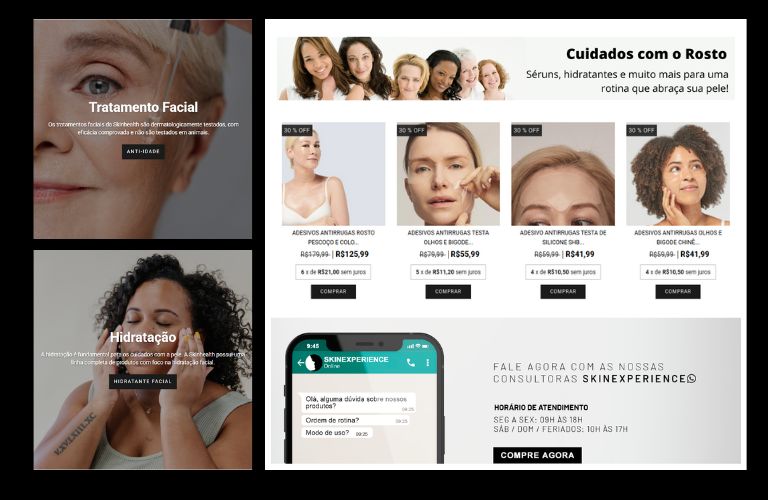 Tratamento Facial
Os tratamentos faciais do Skinhealth são dermatologicamente testados, com
eficácia comprovada e não são testados em animais.
ANTI-IDADE
Hidratação
A hidratação é fundamental para os cuidados com a pele. A Skinhealth possui uma
linha completa de produtos com foco na hidratação facial.
HIDRATANTE FACIAL
Cuidados com o Rosto
Séruns, hidratantes e muito mais para uma
rotina que abraça sua pele!
30 % OFF
ADESIVOS ANTIRRUGAS ROSTO
PESCOÇO E COLO...
R$179,99 | R$125,99
6 x de R$21,00 sem juros
COMPRAR
30 % OFF
ADESIVOS ANTIRRUGAS TESTA
OLHOS E BIGODE...
R$79,99 | R$55,99
5 x de R$11,20 sem juros
COMPRAR
30 % OFF
ADESIVO ANTIRRUGAS TESTA DE
SILICONE SHB...
R$59,99 | R$41,99
4 x de R$10,50 sem juros
COMPRAR
30 % OFF
ADESIVOS ANTIRRUGAS OLHOS E
BIGODE CHINÊ...
R$59,99 | R$41,99
4 x de R$10,50 sem juros
COMPRAR
9:45
SKINEXPERIENCE
Online
Olá, alguma dúvida sobre nossos
produtos?
09:25
Ordem de rotina?
09:25
Modo de uso?
09:25
FALE AGORA COM AS NOSSAS
CONSULTORAS SKINEXPERIENCE
HORÁRIO DE ATENDIMENTO
SEG A SEX: 09H ÀS 18H
SÁB / DOM / FERIADOS: 10H ÀS 17H
COMPRE AGORA